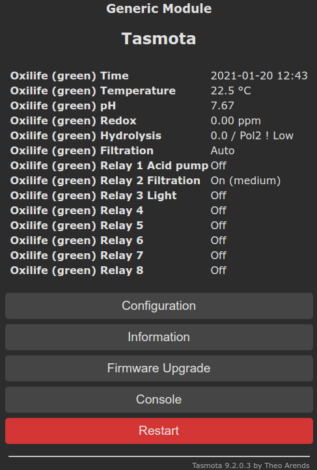 Generic Module
Tasmota
Oxilife (green) Time 2021-01-20 12:43
Oxilife (green) Temperature 22.5 °C
Oxilife (green) pH 7.67
Oxilife (green) Redox 0.00 ppm
Oxilife (green) Hydrolysis 0.0 / Pol2 ! Low
Oxilife (green) Filtration Auto
Oxilife (green) Relay 1 Acid pump Off
Oxilife (green) Relay 2 Filtration On (medium)
Oxilife (green) Relay 3 Light Off
Oxilife (green) Relay 4 Off
Oxilife (green) Relay 5 Off
Oxilife (green) Relay 6 Off
Oxilife (green) Relay 7 Off
Oxilife (green) Relay 8 Off
Configuration
Information
Firmware Upgrade
Console
Restart
Tasmota 9.2.0.3 by Theo Arends